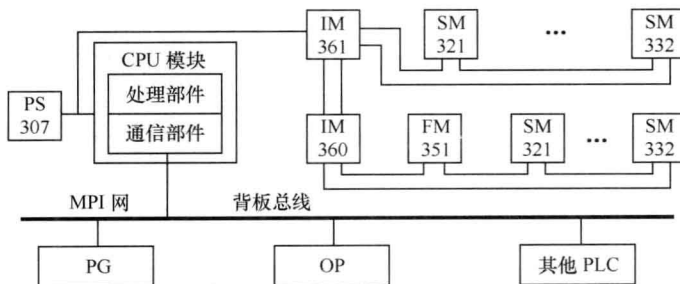 IM
361
SM
321
...
SM
332
CPU 模块
处理部件
通信部件
PS
307
IM
360
FM
351
SM
321
...
SM
332
MPI 网
背板总线
PG
OP
其他 PLC